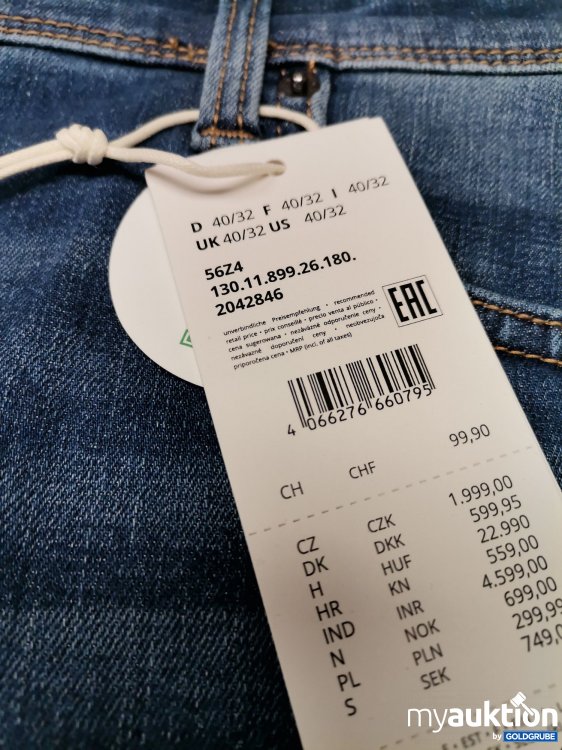 D 40/32 F 40/32 I 40/32
UK 40/32 US 40/32
56Z4
130.11.899.26.180.
2042846
unverbindliche Preisempfehlung · recommended
retail price · prix conseillé · precio venta al público ·
cena sugerowana · nezávázné odporučenie ceny ·
nezávazné doporučení ceny · neobvezujoča
priporočena cena · MRP (incl. of all taxes)
EAC
4 066276 660795
CH CHF 99,90
CZ CZK 1.999,00
DK DKK 599,95
H HUF 22.990
HR KN 559,00
IND INR 4.599,00
N NOK 699,00
PL PLN 299,99
S SEK 749,0
EST
myauktion
by GOLDGRUBE